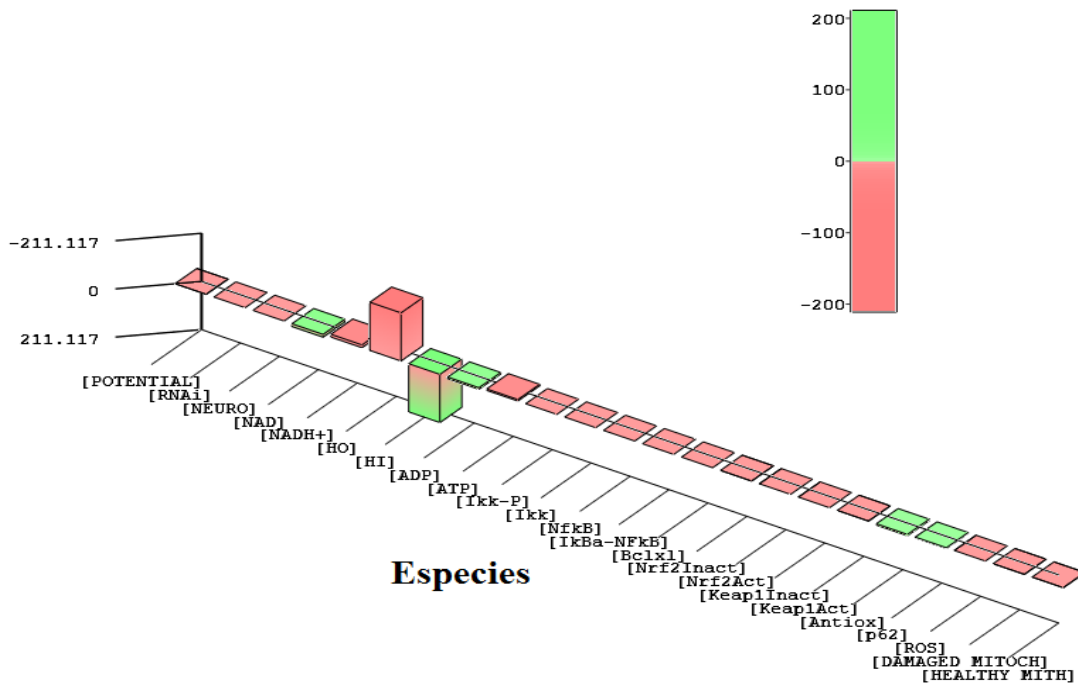 200
100
0
-100
-200
-211.117
0
211.117
[POTENTIAL]
[RNAi]
[NEURO]
[NAD]
[NADH+]
[HO]
[HI]
[ADP]
[ATP]
[Ikk-P]
[Ikk]
[NfkB]
[IkBa-NFkB]
[Bclxl]
[Nrf2Inact]
[Nrf2Act]
[Keap1Inact]
[Keap1Act]
[Antiox]
[p62]
[ROS]
[DAMAGED MITOCH]
[HEALTHY MITH]
Especies